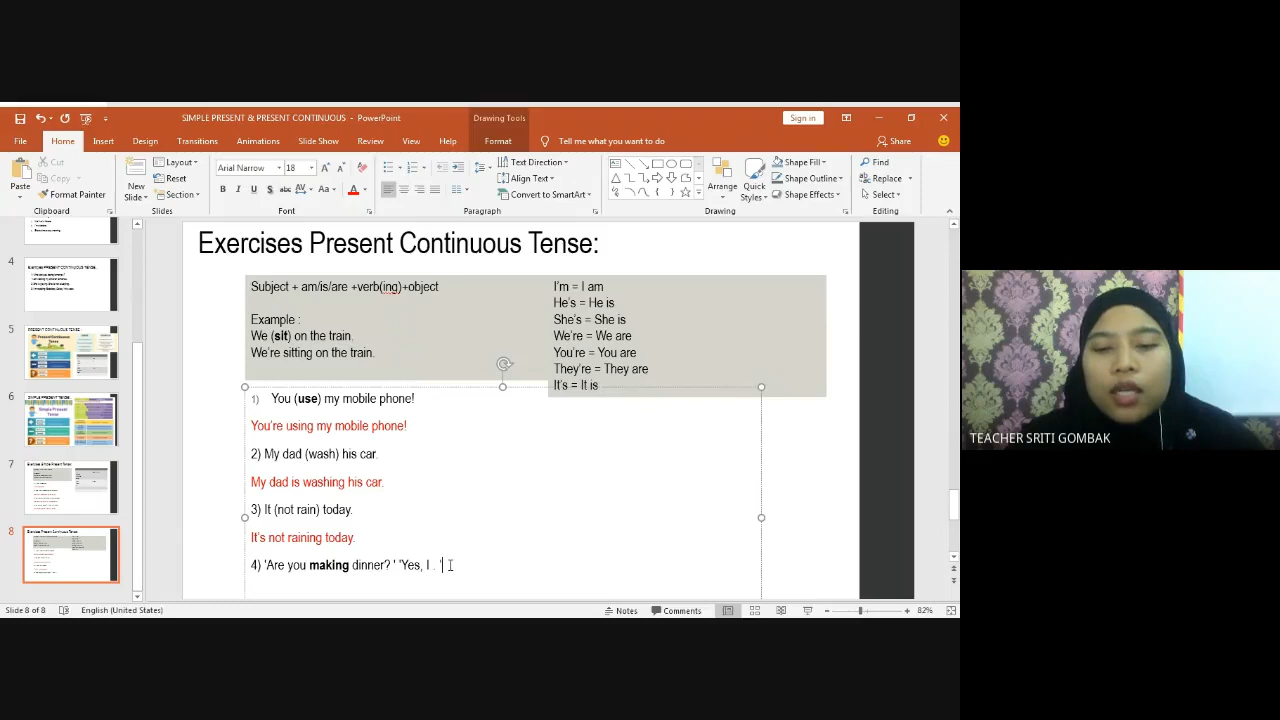 SIMPLE PRESENT & PRESENT CONTINUOUS - PowerPoint
Drawing Tools
Sign in
File Home Insert Design Transitions Animations Slide Show Review View Help Format Tell me what you want to do Share
Paste
Cut
Copy
Format Painter
Clipboard
New Slide
Layout
Reset
Section
Slides
Arial Narrow 18
B I U S abc AV Aa A
Font
Text Direction
Align Text
Convert to SmartArt
Paragraph
Arrange
Quick Styles
Shape Fill
Shape Outline
Shape Effects
Drawing
Find
Replace
Select
Editing
4
5
6
7
8
Exercises Present Continuous Tense:
Subject + am/is/are +verb(ing)+object
Example :
We (sit) on the train.
We're sitting on the train.
I'm = I am
He's = He is
She's = She is
We're = We are
You're = You are
They're = They are
It's = It is
1) You (use) my mobile phone!
You're using my mobile phone!
2) My dad (wash) his car.
My dad is washing his car.
3) It (not rain) today.
It's not raining today.
4) 'Are you making dinner? ' 'Yes, I . '
TEACHER SRITI GOMBAK
Slide 8 of 8 English (United States) Notes Comments 82%